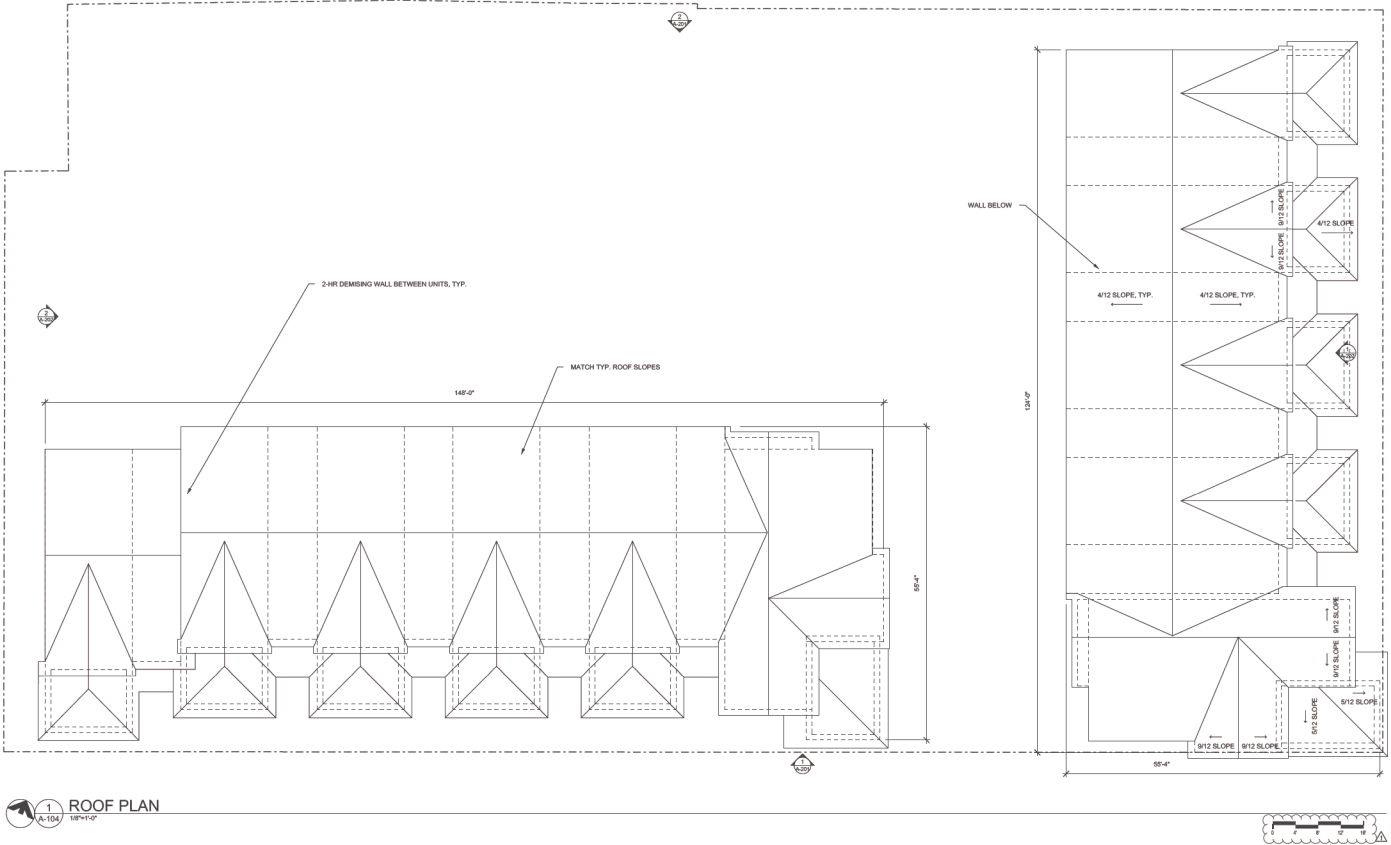 2
A-201
WALL BELOW
9/12 SLOPE
4/12 SLOPE
9/12 SLOPE
2-HR DEMISING WALL BETWEEN UNITS, TYP.
4/12 SLOPE, TYP.
4/12 SLOPE, TYP.
2
A-202
1
MATCH TYP. ROOF SLOPES
148'-0"
124'-0"
55'-4"
9/12 SLOPE
9/12 SLOPE
5/12 SLOPE
5/12 SLOPE
9/12 SLOPE
9/12 SLOPE
1
A-201
55'-4"
1
A-104
ROOF PLAN
1/8"=1'-0"
0
4'
8'
12'
16'
1